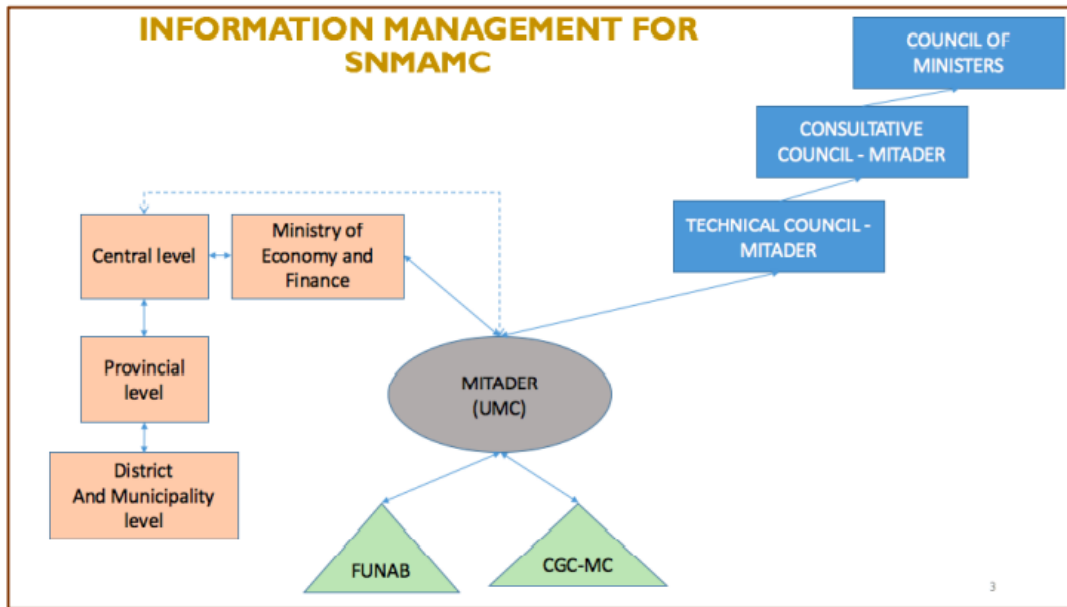 INFORMATION MANAGEMENT FOR
SNMAMC
COUNCIL OF
MINISTERS
CONSULTATIVE
COUNCIL - MITADER
TECHNICAL COUNCIL -
MITADER
Central level
Ministry of
Economy and
Finance
Provincial
level
District
And Municipality
level
MITADER
(UMC)
FUNAB
CGC-MC
3